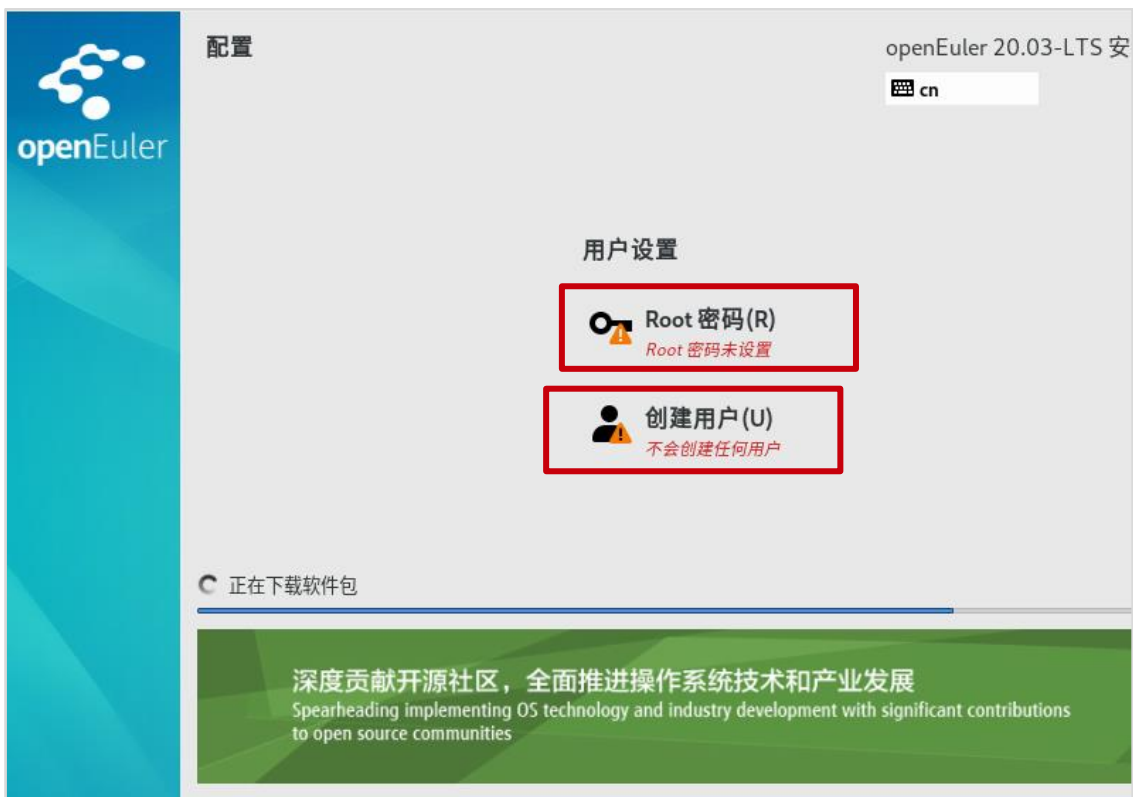 配置
openEuler 20.03-LTS 安
cn
openEuler
用户设置
Root 密码(R)
Root 密码未设置
创建用户(U)
不会创建任何用户
正在下载软件包
深度贡献开源社区，全面推进操作系统技术和产业发展
Spearheading implementing OS technology and industry development with significant contributions
to open source communities